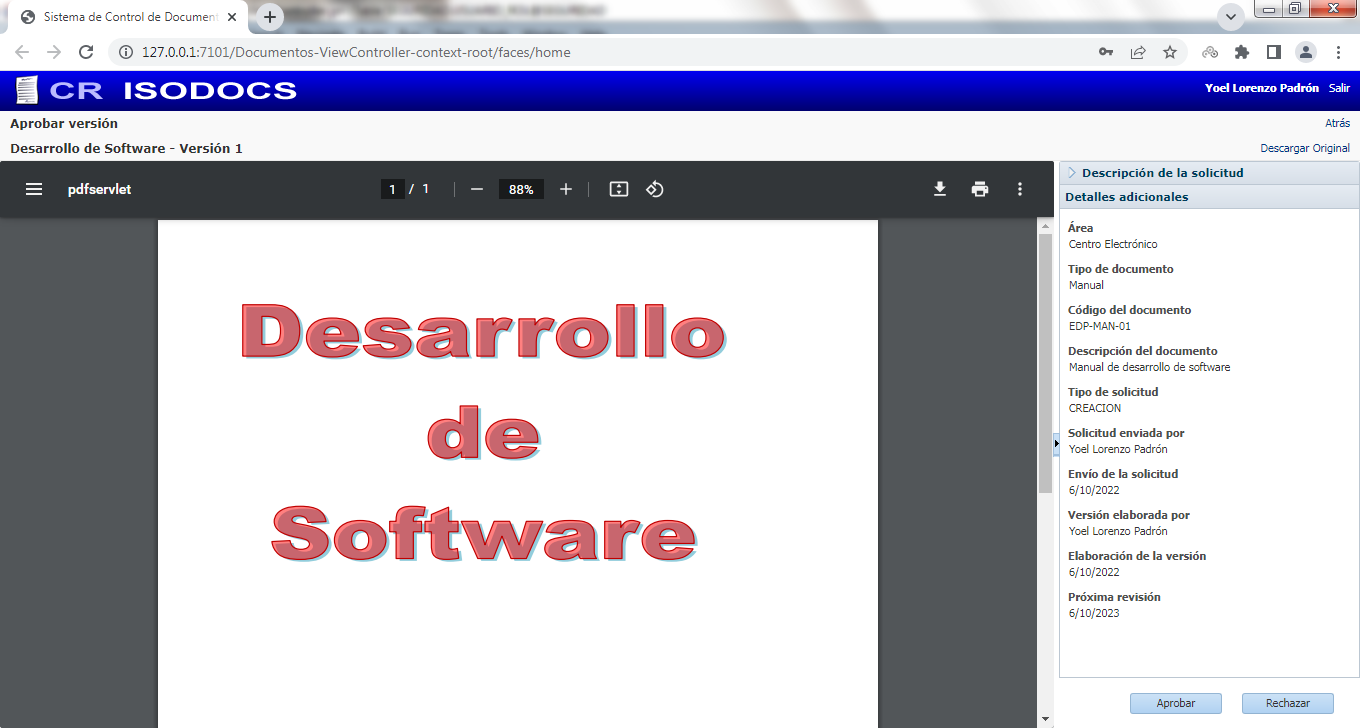 Sistema de Control de Document
127.0.0.1:7101/Documentos-ViewController-context-root/faces/home
CR ISODOCS
Yoel Lorenzo Padrón Salir
Aprobar versión
Atrás
Desarrollo de Software - Versión 1
Descargar Original
pdfservlet
1 / 1
88%
Desarrollo
de
Software
Descripción de la solicitud
Detalles adicionales
Área
Centro Electrónico
Tipo de documento
Manual
Código del documento
EDP-MAN-01
Descripción del documento
Manual de desarrollo de software
Tipo de solicitud
CREACION
Solicitud enviada por
Yoel Lorenzo Padrón
Envío de la solicitud
6/10/2022
Versión elaborada por
Yoel Lorenzo Padrón
Elaboración de la versión
6/10/2022
Próxima revisión
6/10/2023
Aprobar
Rechazar